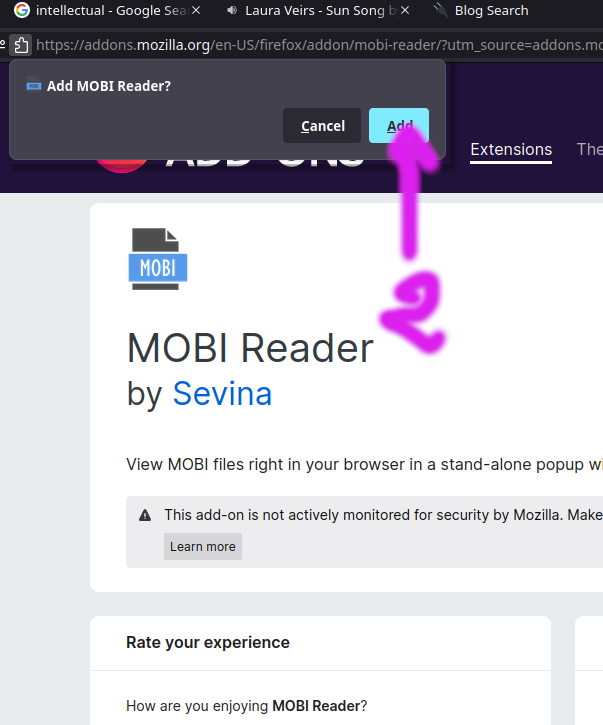 intellectual - Google Sea
Laura Veirs - Sun Song b
Blog Search
https://addons.mozilla.org/en-US/firefox/addon/mobi-reader/?utm_source=addons.mo
MOBI
Add MOBI Reader?
Cancel
Add
ADD-ONS
Extensions
The
MOBI
2
MOBI Reader
by Sevina
View MOBI files right in your browser in a stand-alone popup wi
This add-on is not actively monitored for security by Mozilla. Make
Learn more
Rate your experience
How are you enjoying MOBI Reader?